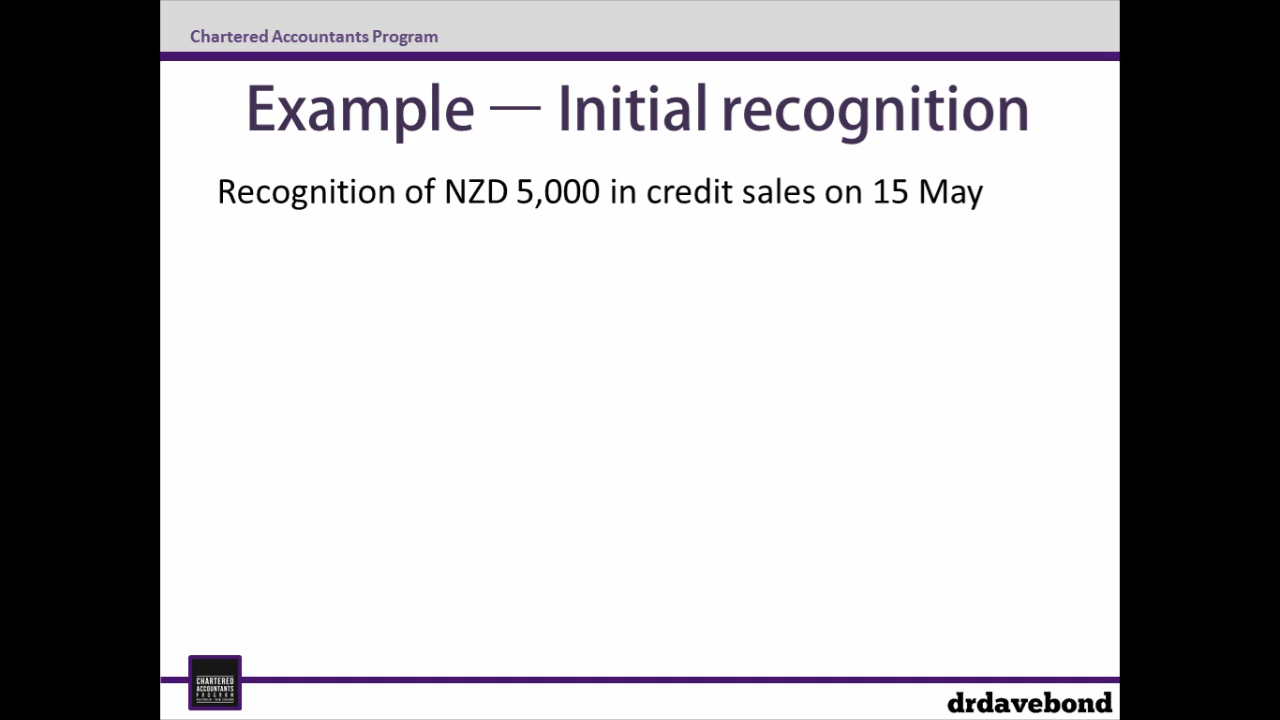 Chartered Accountants Program
Example — Initial recognition
Recognition of NZD 5,000 in credit sales on 15 May
CHARTERED
ACCOUNTANTS
PROGRAM
drdavebond